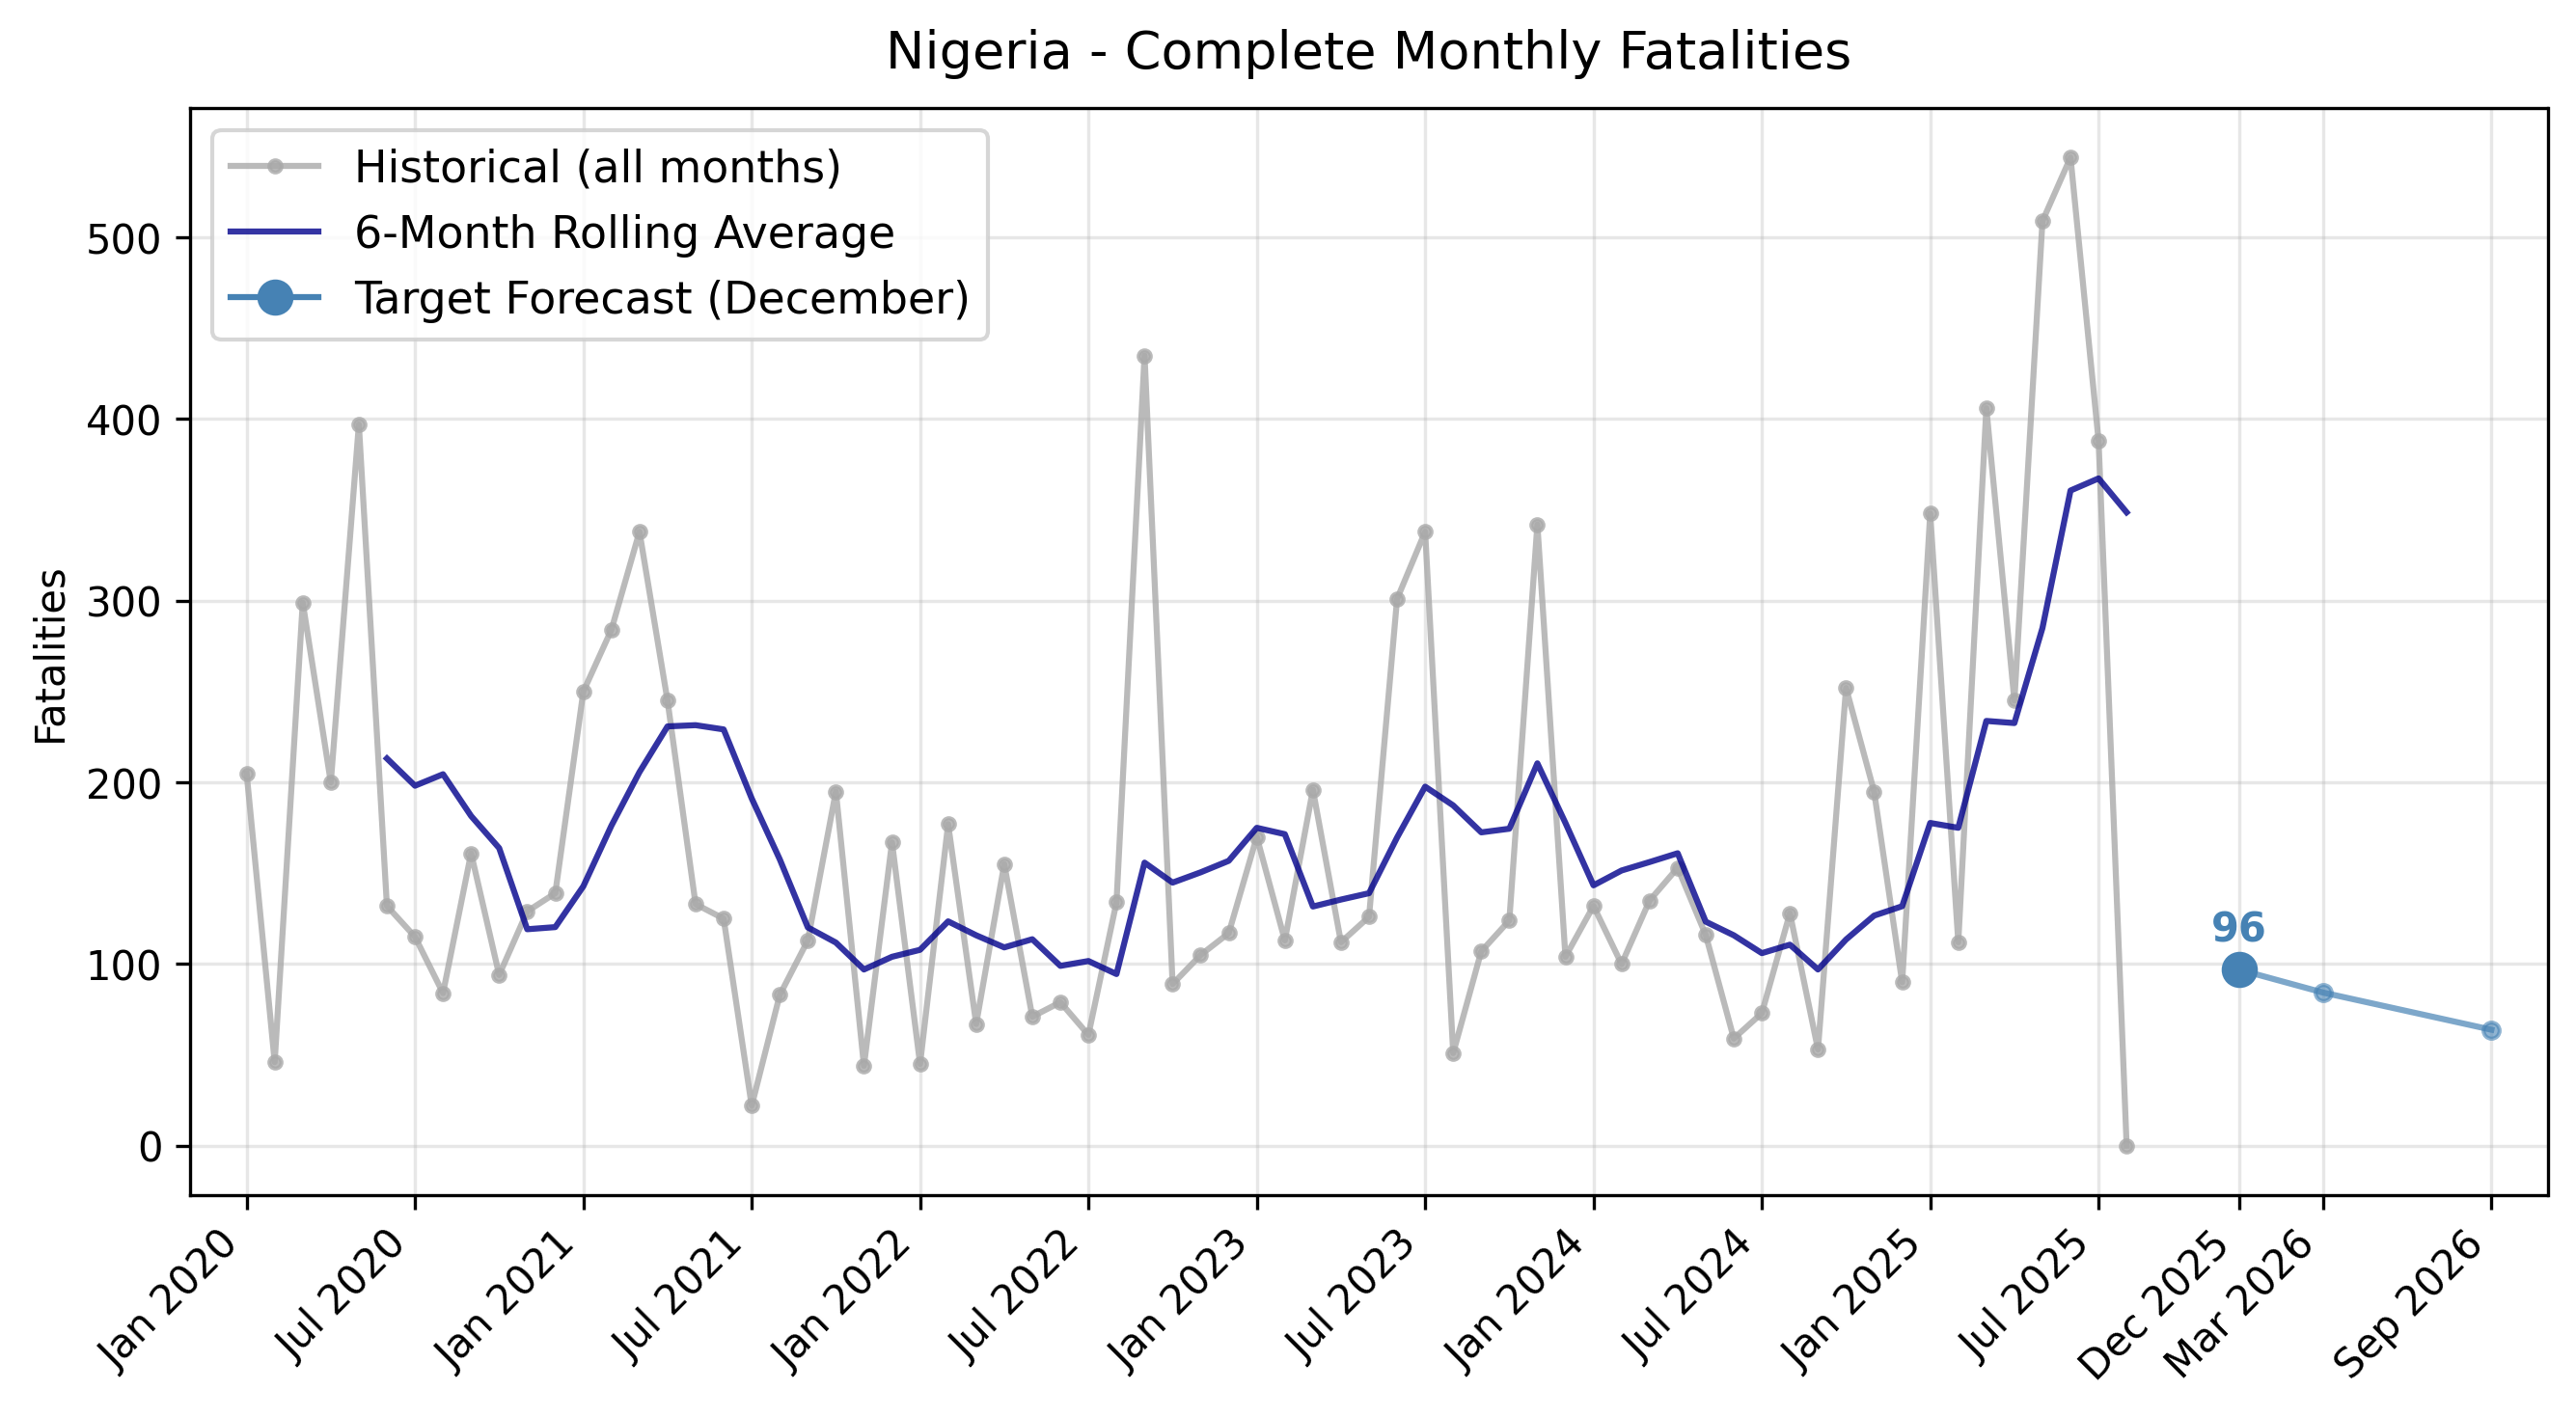 Nigeria - Complete Monthly Fatalities
Historical (all months)
6-Month Rolling Average
Target Forecast (December)
Fatalities
500
400
300
200
100
0
96
Jan 2020
Jul 2020
Jan 2021
Jul 2021
Jan 2022
Jul 2022
Jan 2023
Jul 2023
Jan 2024
Jul 2024
Jan 2025
Jul 2025
Dec 2025
Mar 2026
Sep 2026